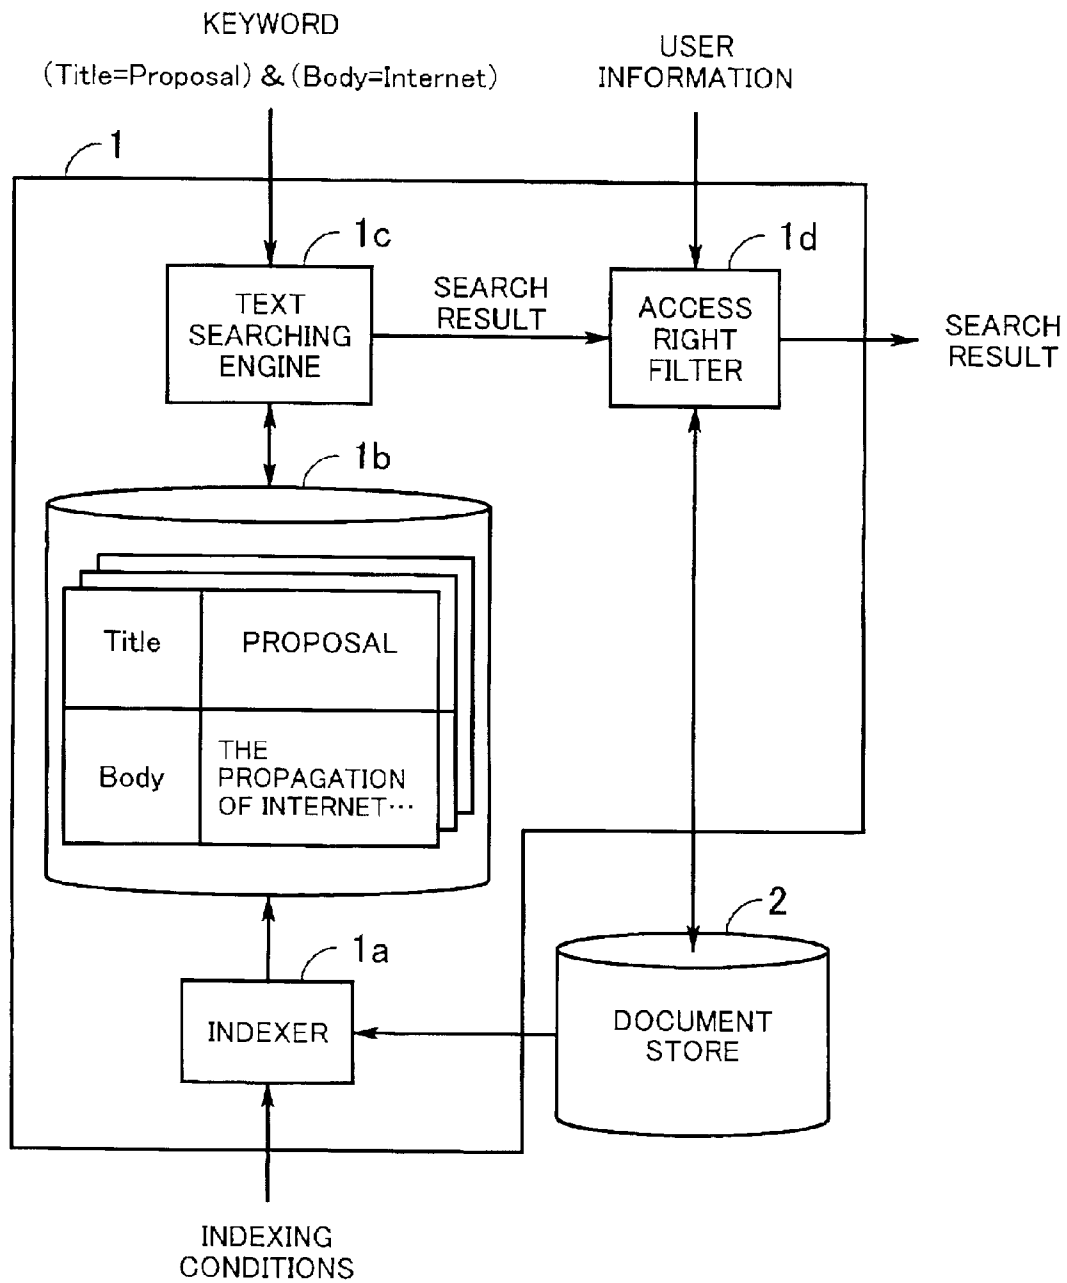 KEYWORD
(Title=Proposal) & (Body=Internet)
USER
INFORMATION
1
1c
1d
TEXT
SEARCHING
ENGINE
SEARCH
RESULT
ACCESS
RIGHT
FILTER
SEARCH
RESULT
1b
Title
PROPOSAL
Body
THE
PROPAGATION
OF INTERNET…
2
1a
INDEXER
DOCUMENT
STORE
INDEXING
CONDITIONS